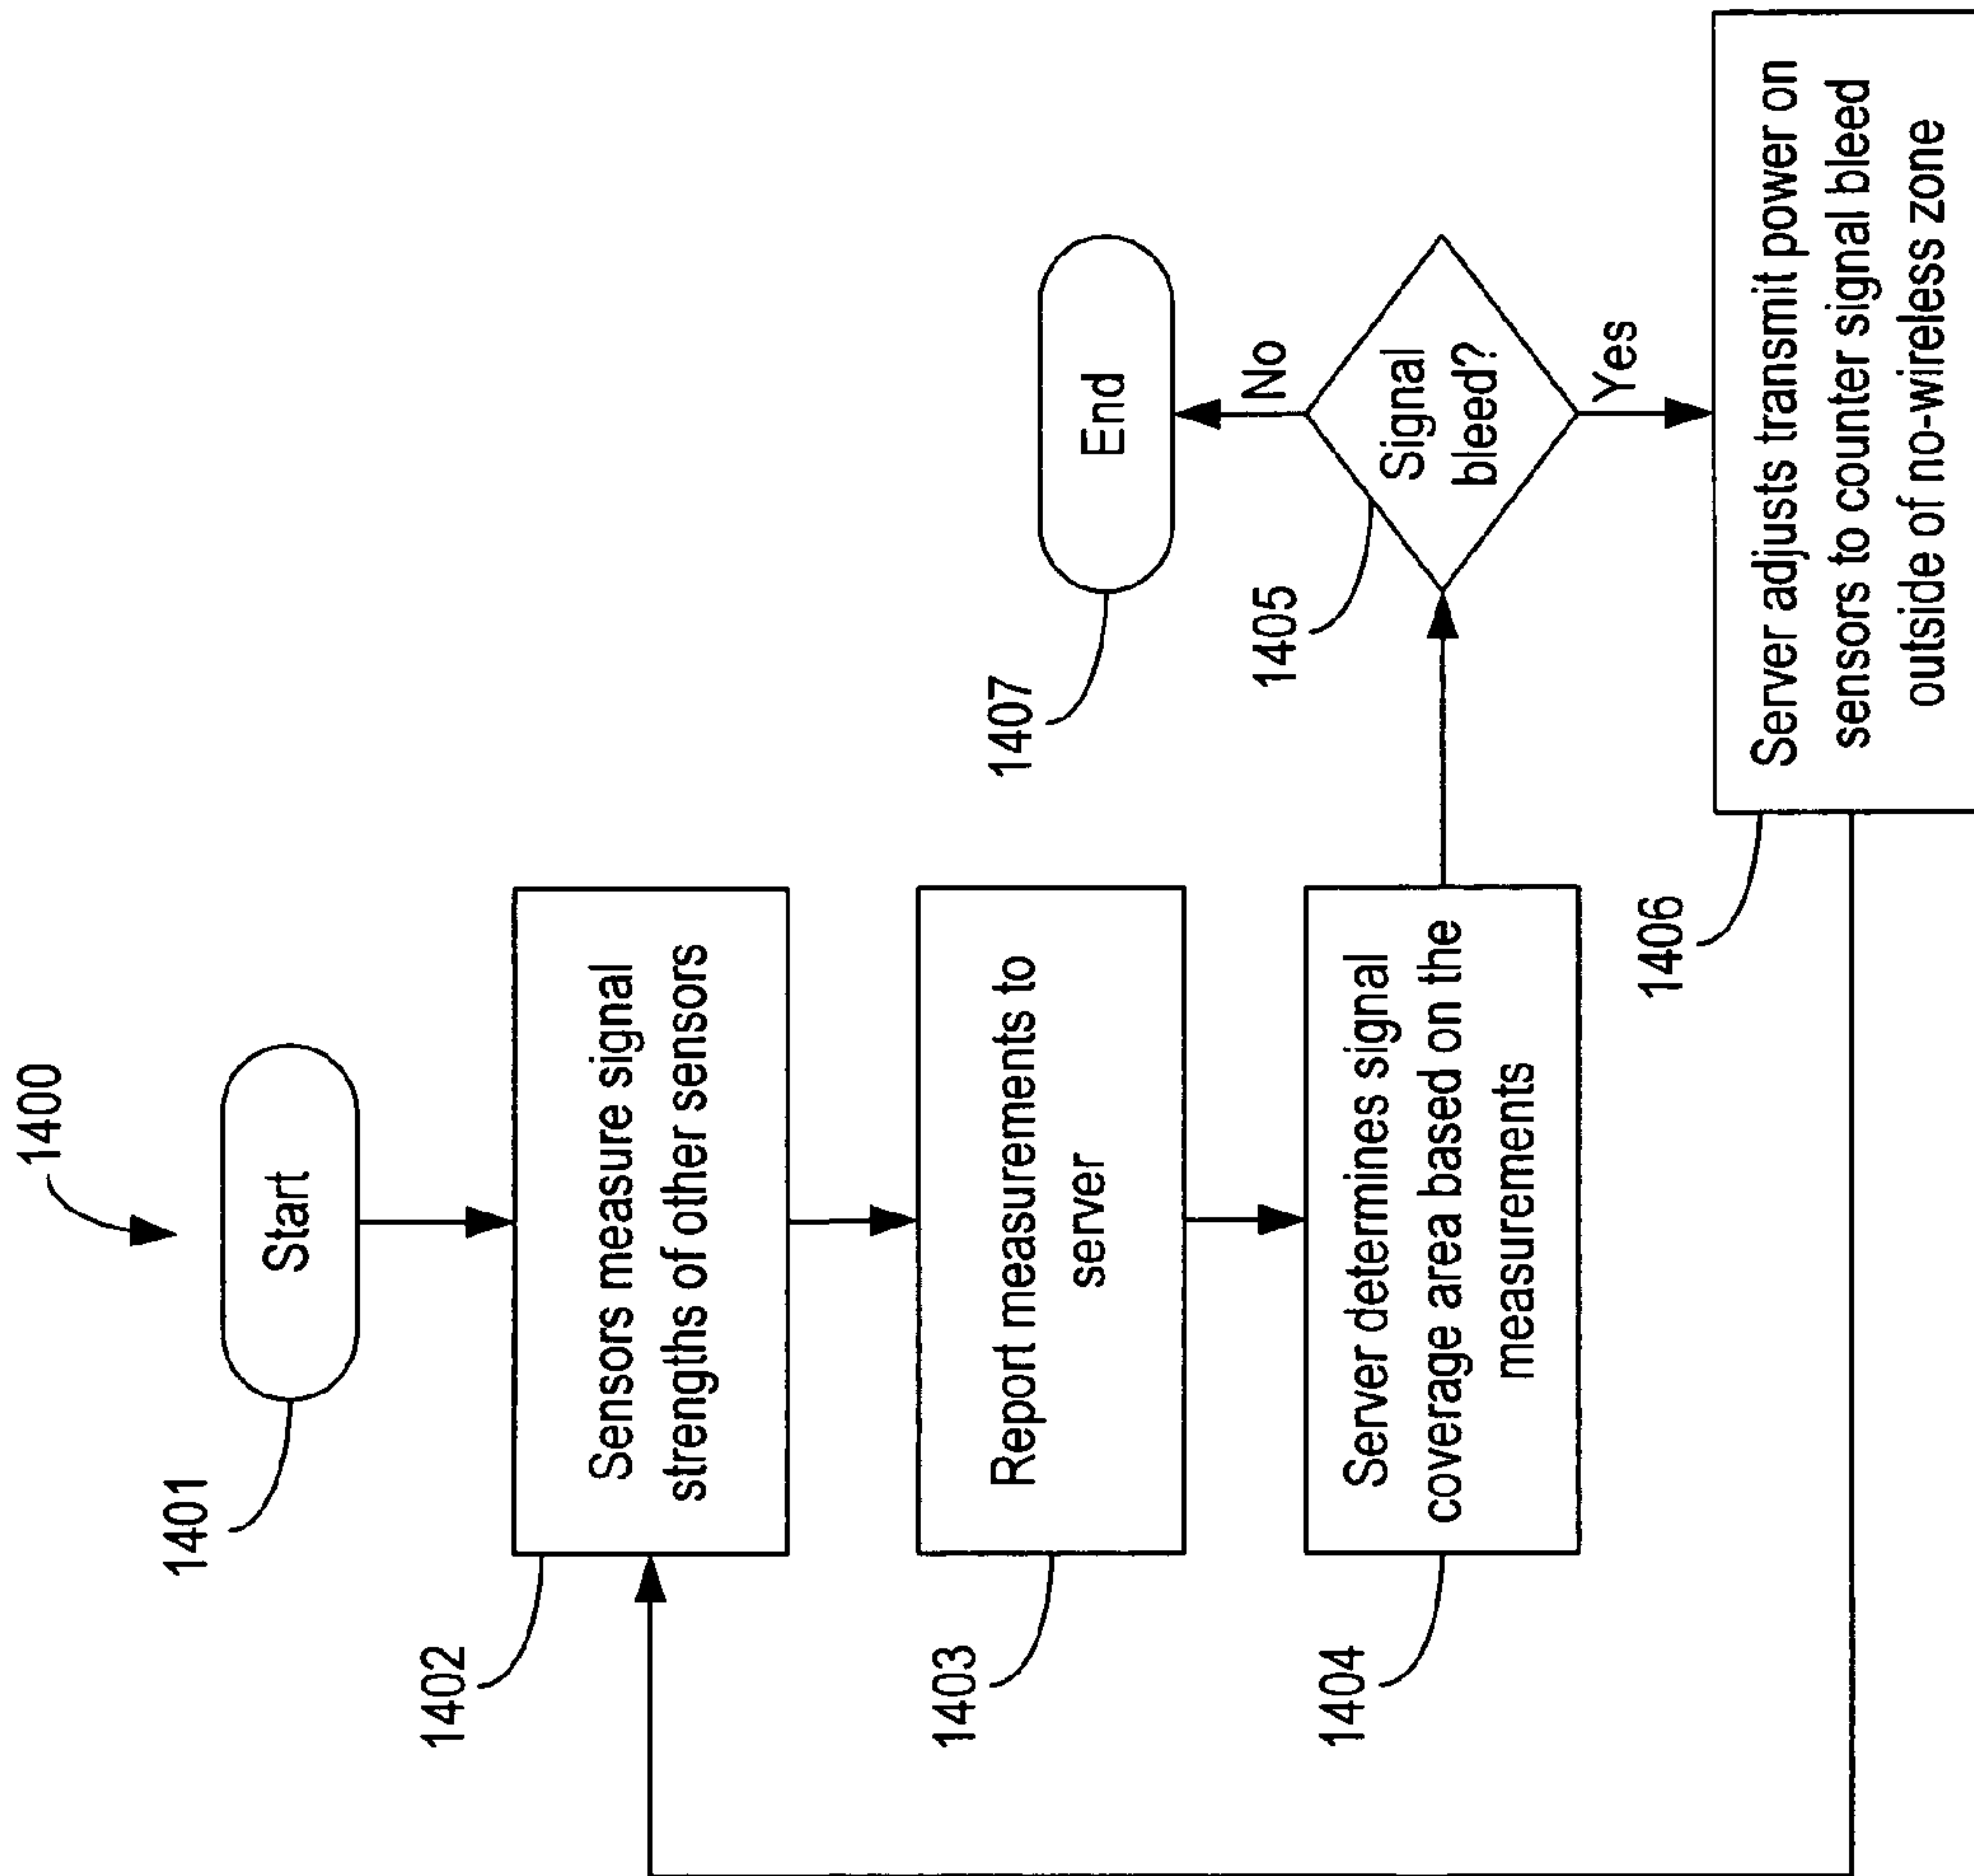 1400
1401
Start
1402
Sensors measure signal
strengths of other sensors
1403
Report measurements to
server
1404
Server determines signal
coverage area based on the
measurements
1407
End
No
1405
Signal
bleed?
Yes
1406
Server adjusts transmit power on
sensors to counter signal bleed
outside of no-wireless zone